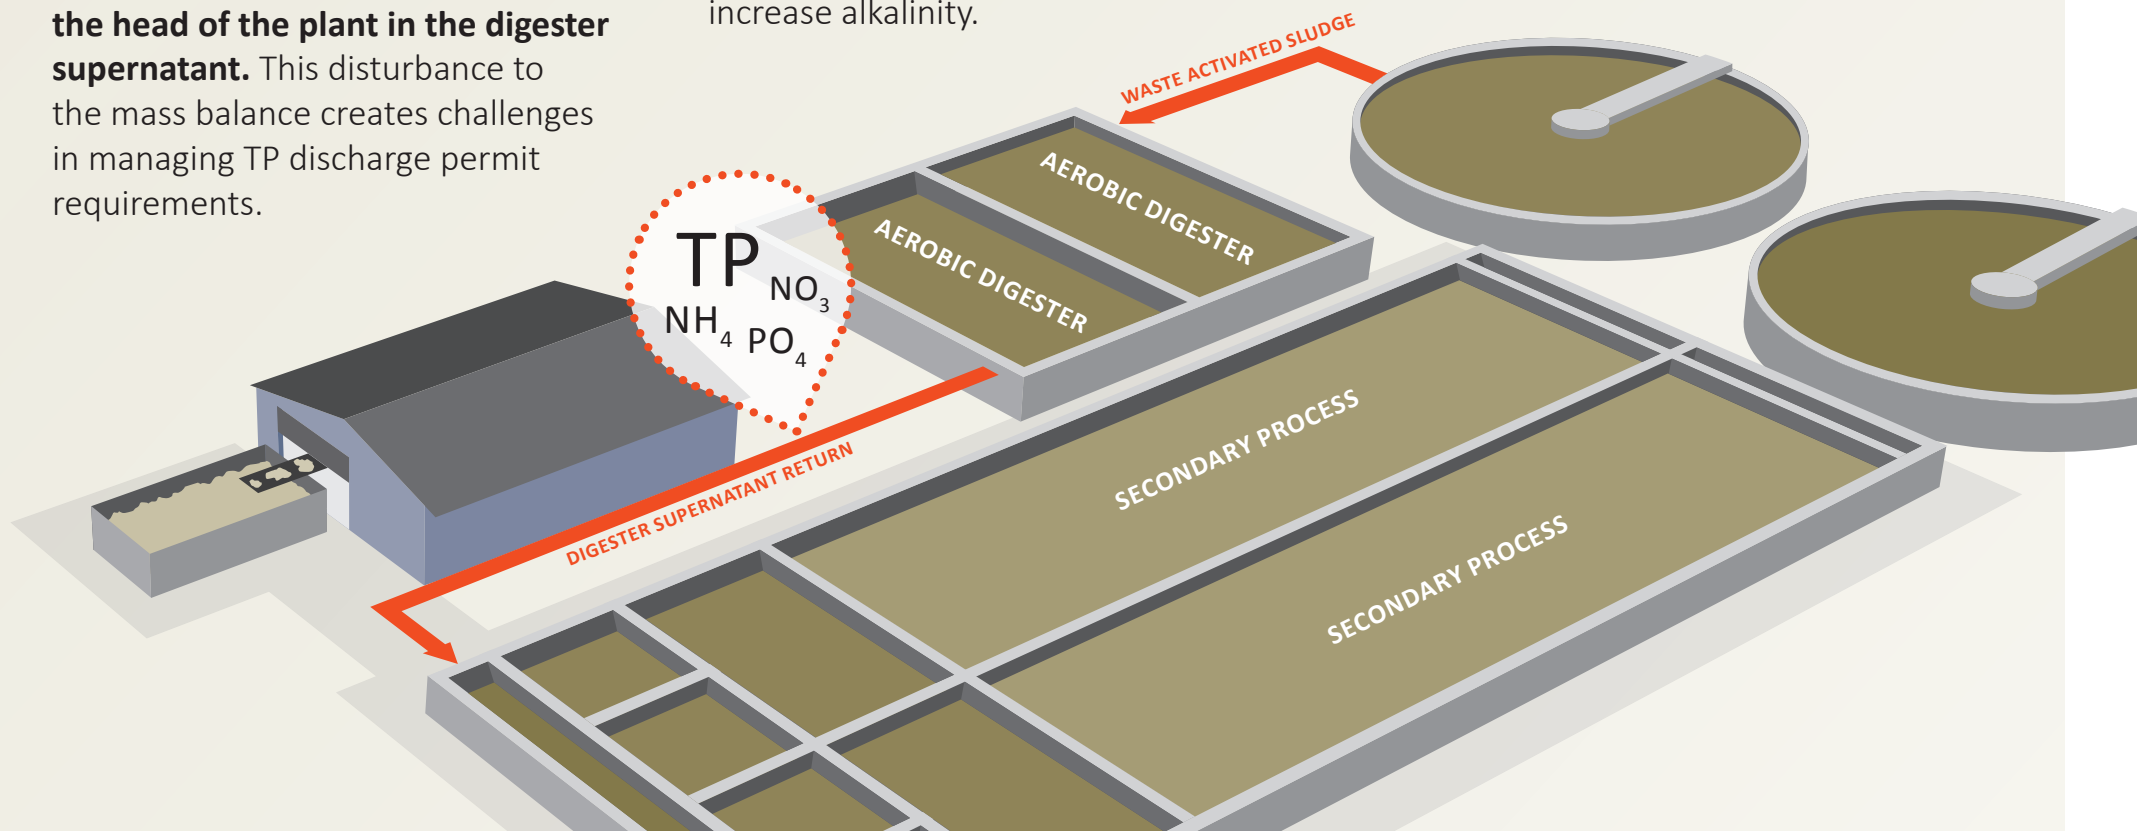 the head of the plant in the digester
supernatant. This disturbance to
the mass balance creates challenges
in managing TP discharge permit
requirements.
increase alkalinity.
WASTE ACTIVATED SLUDGE
AEROBIC DIGESTER
AEROBIC DIGESTER
TP
NO₃
NH₄
PO₄
DIGESTER SUPERNATANT RETURN
SECONDARY PROCESS
SECONDARY PROCESS